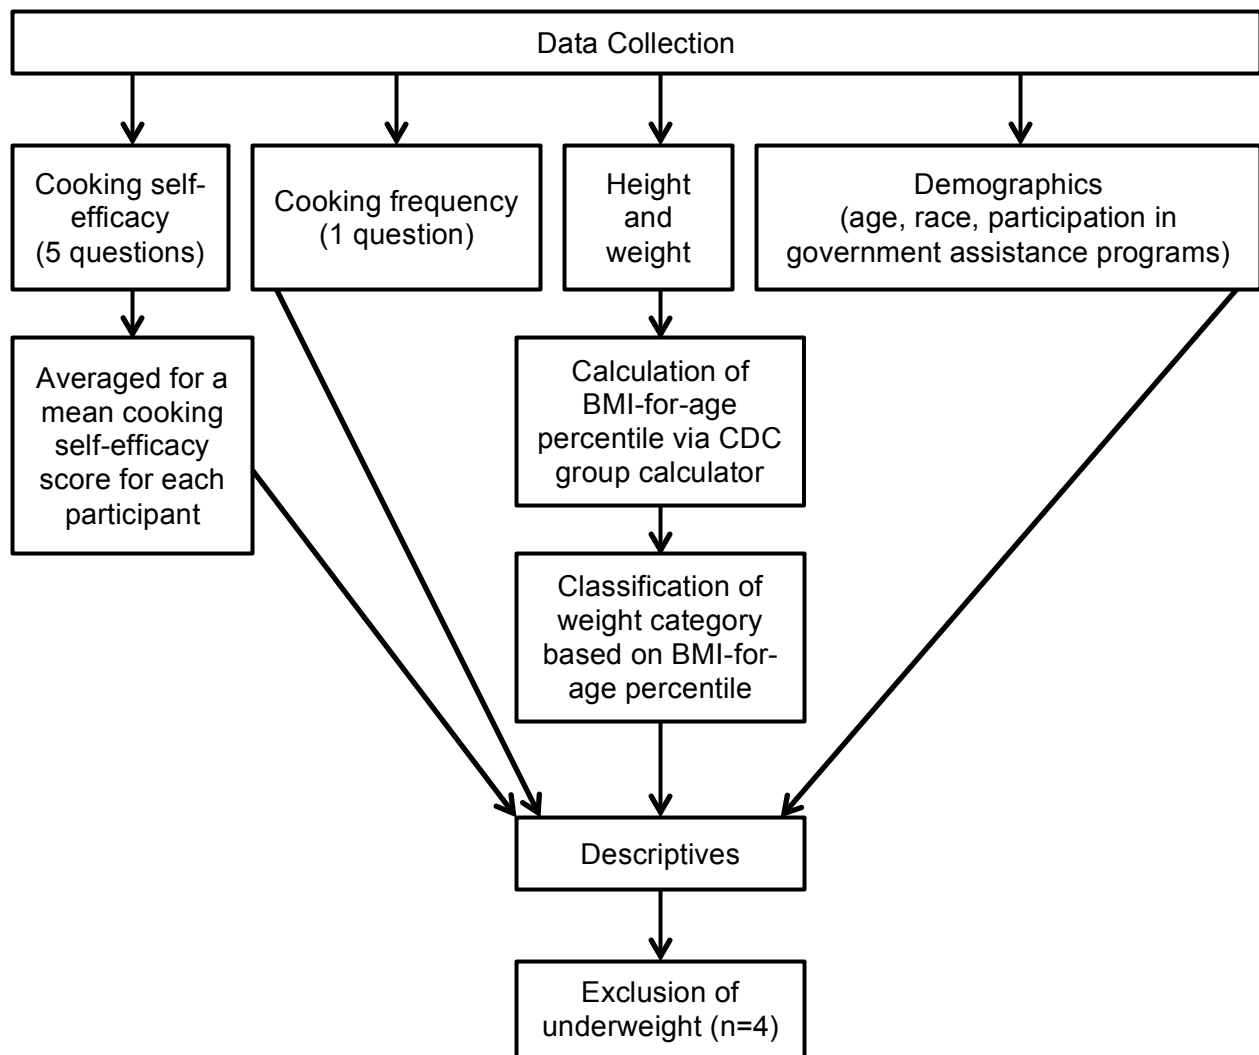 Data Collection
Cooking self-
efficacy
(5 questions)
Cooking frequency
(1 question)
Height
and
weight
Demographics
(age, race, participation in
government assistance programs)
Averaged for a
mean cooking
self-efficacy
score for each
participant
Calculation of
BMI-for-age
percentile via CDC
group calculator
Classification of
weight category
based on BMI-for-
age percentile
Descriptives
Exclusion of
underweight (n=4)